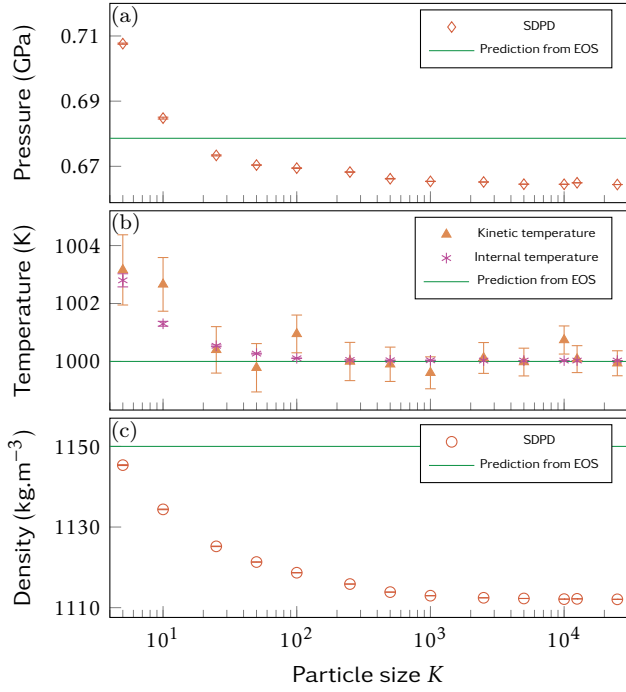 (a)
SDPD
Prediction from EOS
0.71
0.69
0.67
Pressure (GPa)
(b)
Kinetic temperature
Internal temperature
Prediction from EOS
1004
1002
1000
Temperature (K)
(c)
SDPD
Prediction from EOS
1150
1130
1110
Density (kg.m⁻³)
10¹ 10² 10³ 10⁴
Particle size K